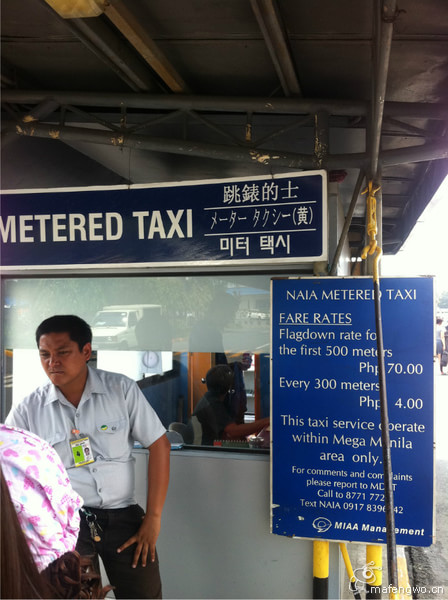 METERED TAXI
跳錶的士
メーター タクシー(黄)
미터 택시
NAIA METERED TAXI
FARE RATES
Flagdown rate for
the first 500 meters
Php 70.00
Every 300 meters
Php 4.00
This taxi service operate
within Mega Manila
area only.
For comments and complaints
please report to
Call to 8771 772
Text NAIA 0917 8396
MIAA Management
mafengwo.cn